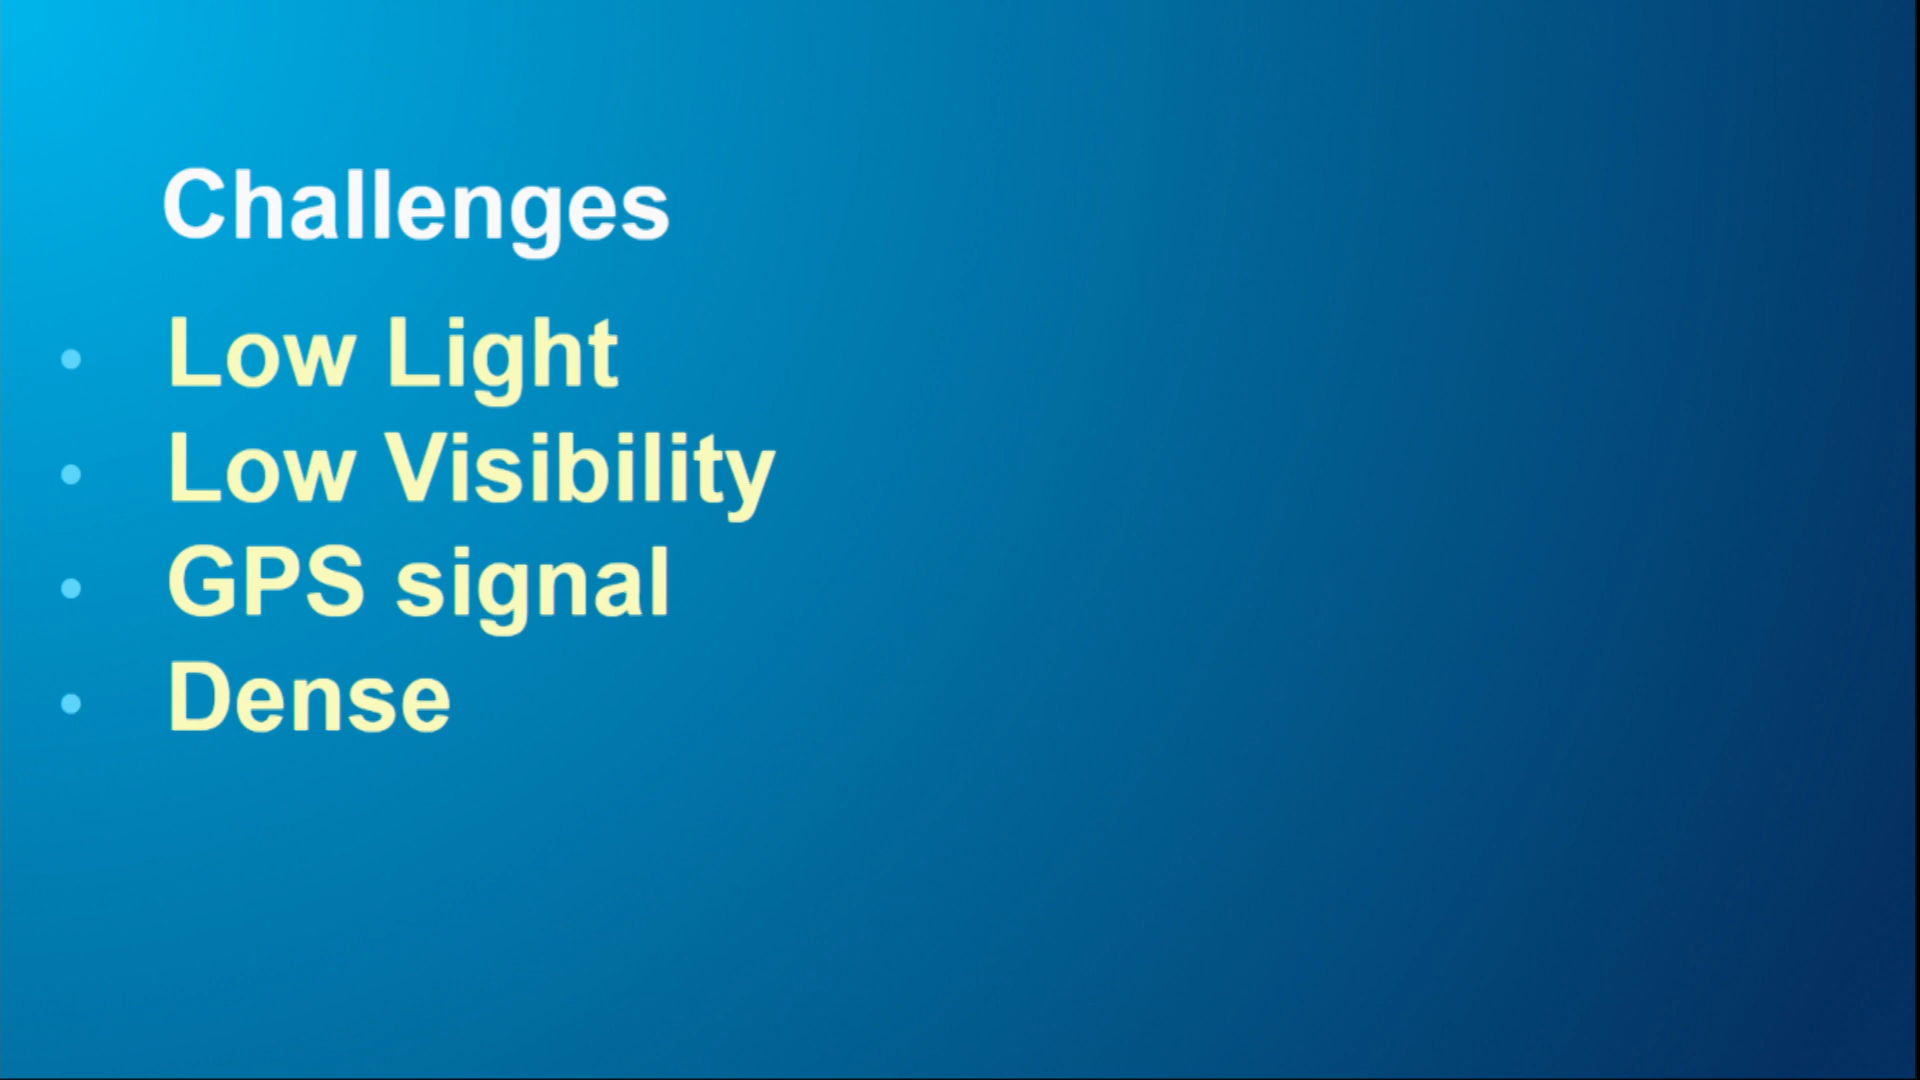 Challenges
• Low Light
• Low Visibility
• GPS signal
• Dense